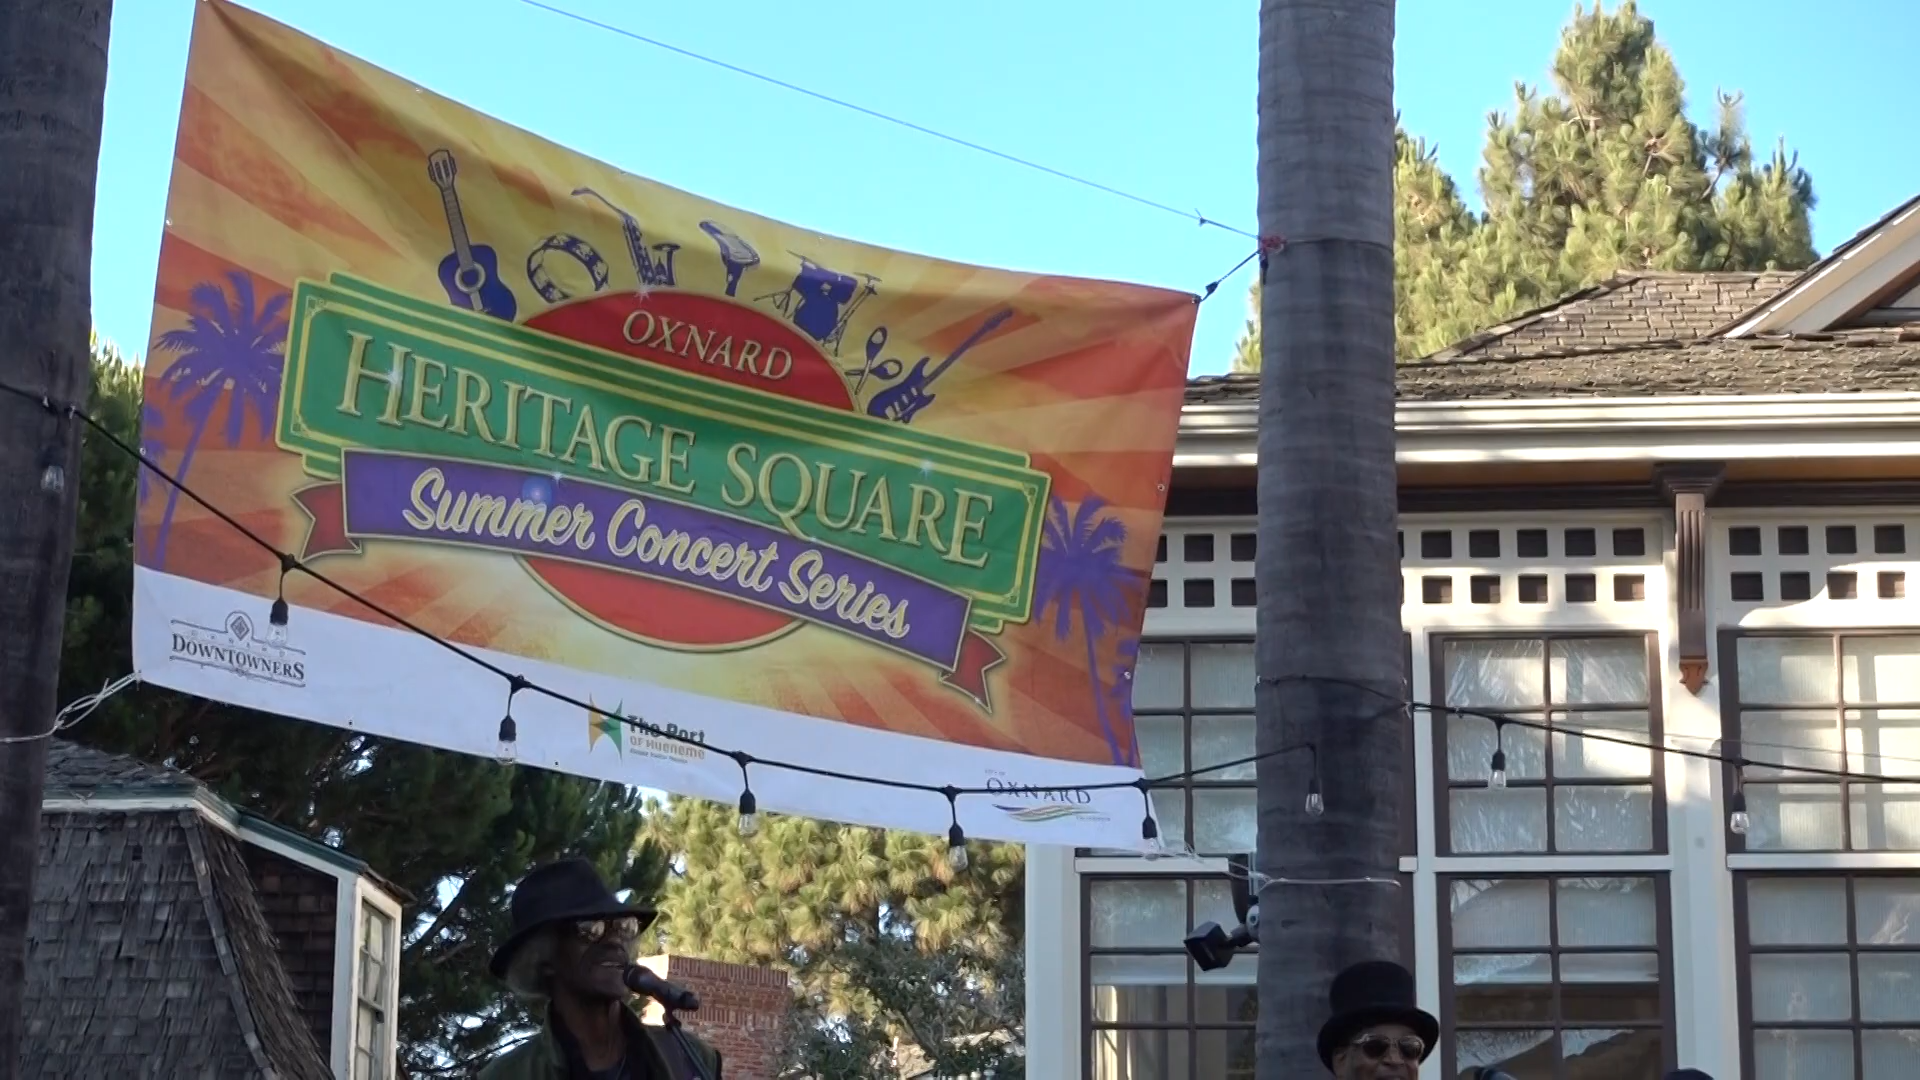 OXNARD
HERITAGE SQUARE
Summer Concert Series
DOWNTOWNERS
The Port
OF HUENEME
OXNARD